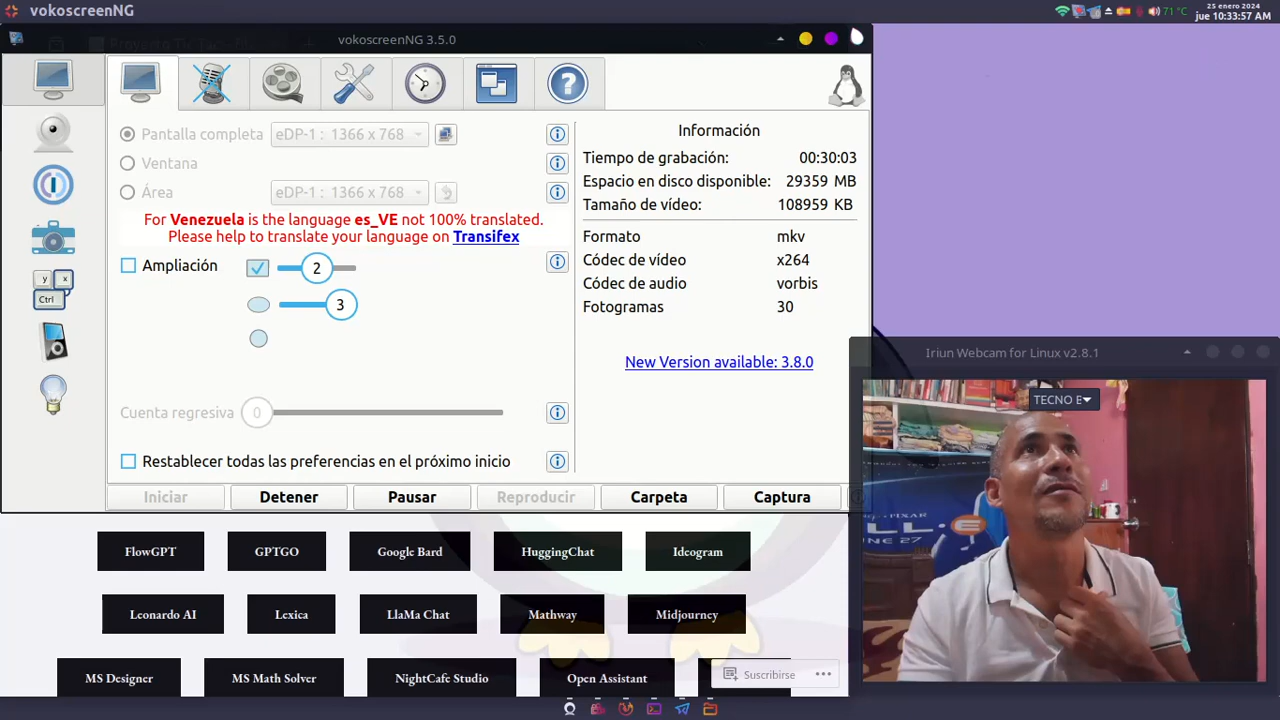 vokoscreenNG
71 °C
25 enero 2024
jue 10:33:57 AM
vokoscreenNG 3.5.0
Pantalla completa
eDP-1 : 1366 x 768
Ventana
Área
eDP-1 : 1366 x 768
For Venezuela is the language es_VE not 100% translated.
Please help to translate your language on Transifex
Ampliación
2
3
Cuenta regresiva
0
Restablecer todas las preferencias en el próximo inicio
Información
Tiempo de grabación: 00:30:03
Espacio en disco disponible: 29359 MB
Tamaño de vídeo: 108959 KB
Formato mkv
Códec de vídeo x264
Códec de audio vorbis
Fotogramas 30
New Version available: 3.8.0
Iniciar
Detener
Pausar
Reproducir
Carpeta
Captura
y x
Ctrl
Iriun Webcam for Linux v2.8.1
TECNO B
PIXAR
JUNE 27
FlowGPT
GPTGO
Google Bard
HuggingChat
Ideogram
Leonardo AI
Lexica
LlaMa Chat
Mathway
Midjourney
MS Designer
MS Math Solver
NightCafe Studio
Open Assistant
Suscribirse